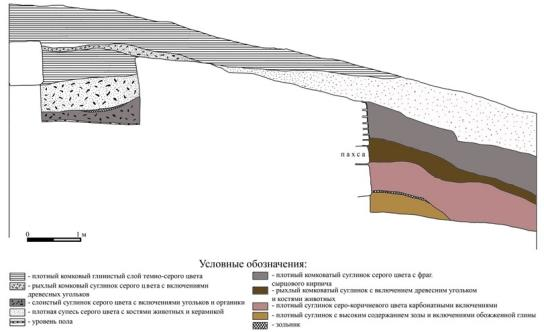 пахса
0 1 м
Условные обозначения:
- плотный комковый глинистый слой темно-серого цвета
- рыхлый комковый суглинок серого цвета с включениями
древесных угольков
- слоистый суглинок серого цвета с включениями угольков и органики
- плотная супесь серого цвета с костями животных и керамикой
- уровень пола
- плотный комковатый суглинок серого цвета с фраг.
сырцового кирпича
- рыхлый комковатый суглинок с включением древесным угольком
и костями животных
- плотный суглинок серо-коричневого цвета карбонатными включениями
- плотный суглинок с высоким содержанием золы и включениями обожженной глины
- зольник